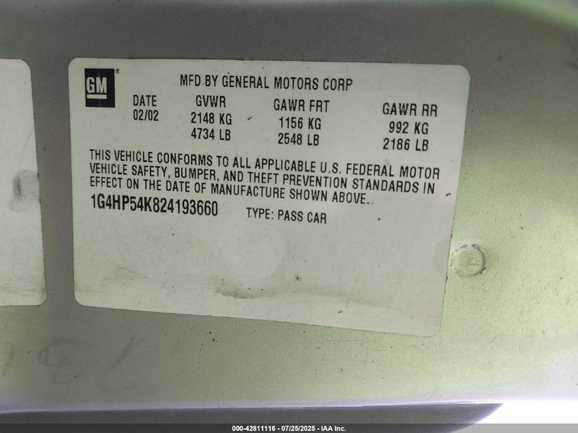 GM
MFD BY GENERAL MOTORS CORP
DATE GVWR GAWR FRT GAWR RR
02/02 2148 KG 1156 KG 992 KG
4734 LB 2548 LB 2186 LB
THIS VEHICLE CONFORMS TO ALL APPLICABLE U.S. FEDERAL MOTOR
VEHICLE SAFETY, BUMPER, AND THEFT PREVENTION STANDARDS IN
EFFECT ON THE DATE OF MANUFACTURE SHOWN ABOVE.
1G4HP54K824193660 TYPE: PASS CAR
000-42811116 - 07/25/2025 - IAA Inc.